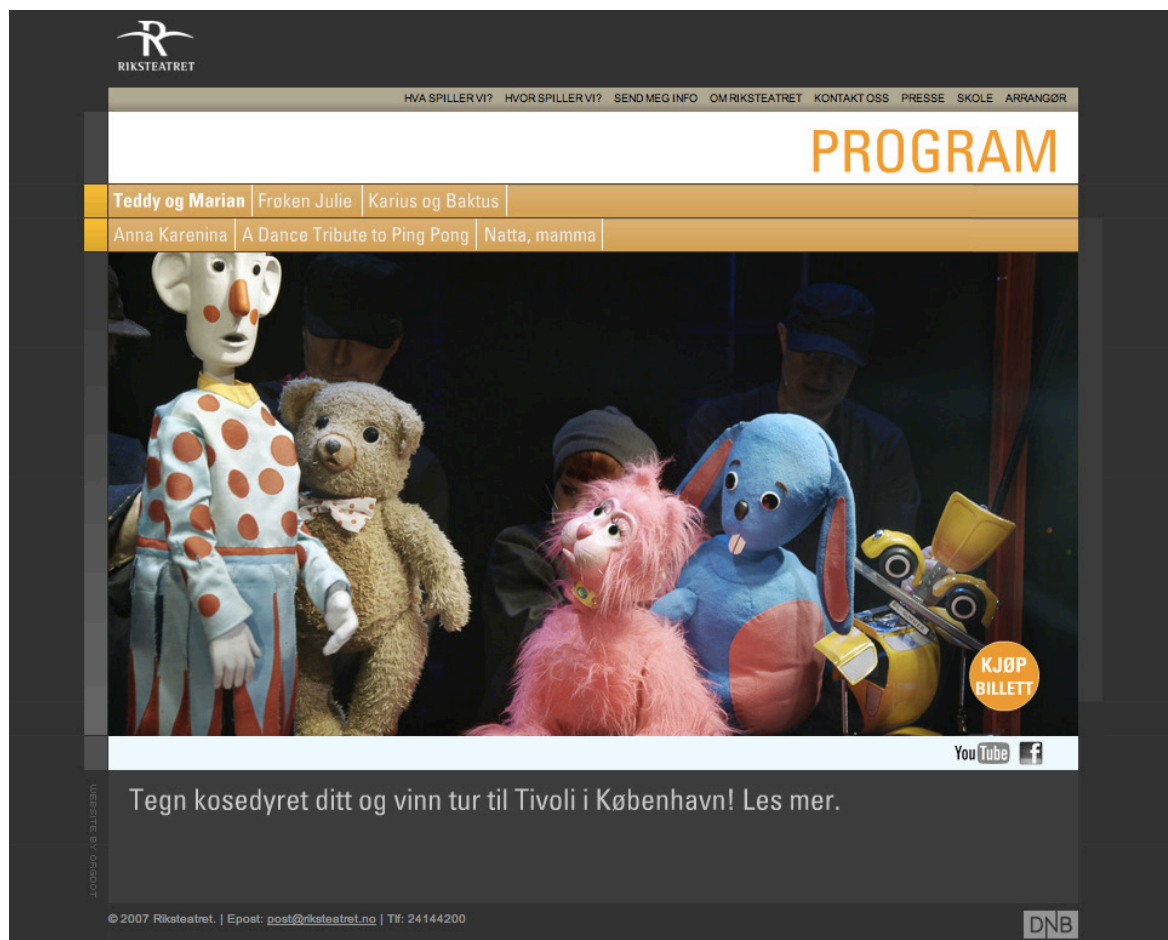 RIKSTEATRET
HVA SPILLER VI? HVOR SPILLER VI? SEND MEG INFO OM RIKSTEATRET KONTAKT OSS PRESSE SKOLE ARRANGØR
PROGRAM
Teddy og Marian Frøken Julie Karius og Baktus
Anna Karenina A Dance Tribute to Ping Pong Natta, mamma
KJØP
BILLETT
YouTube f
Tegn kosedyret ditt og vinn tur til Tivoli i København! Les mer.
WEBSITE BY ORGDOT
© 2007 Riksteatret. | Epost: post@riksteatret.no | Tlf: 24144200
DNB